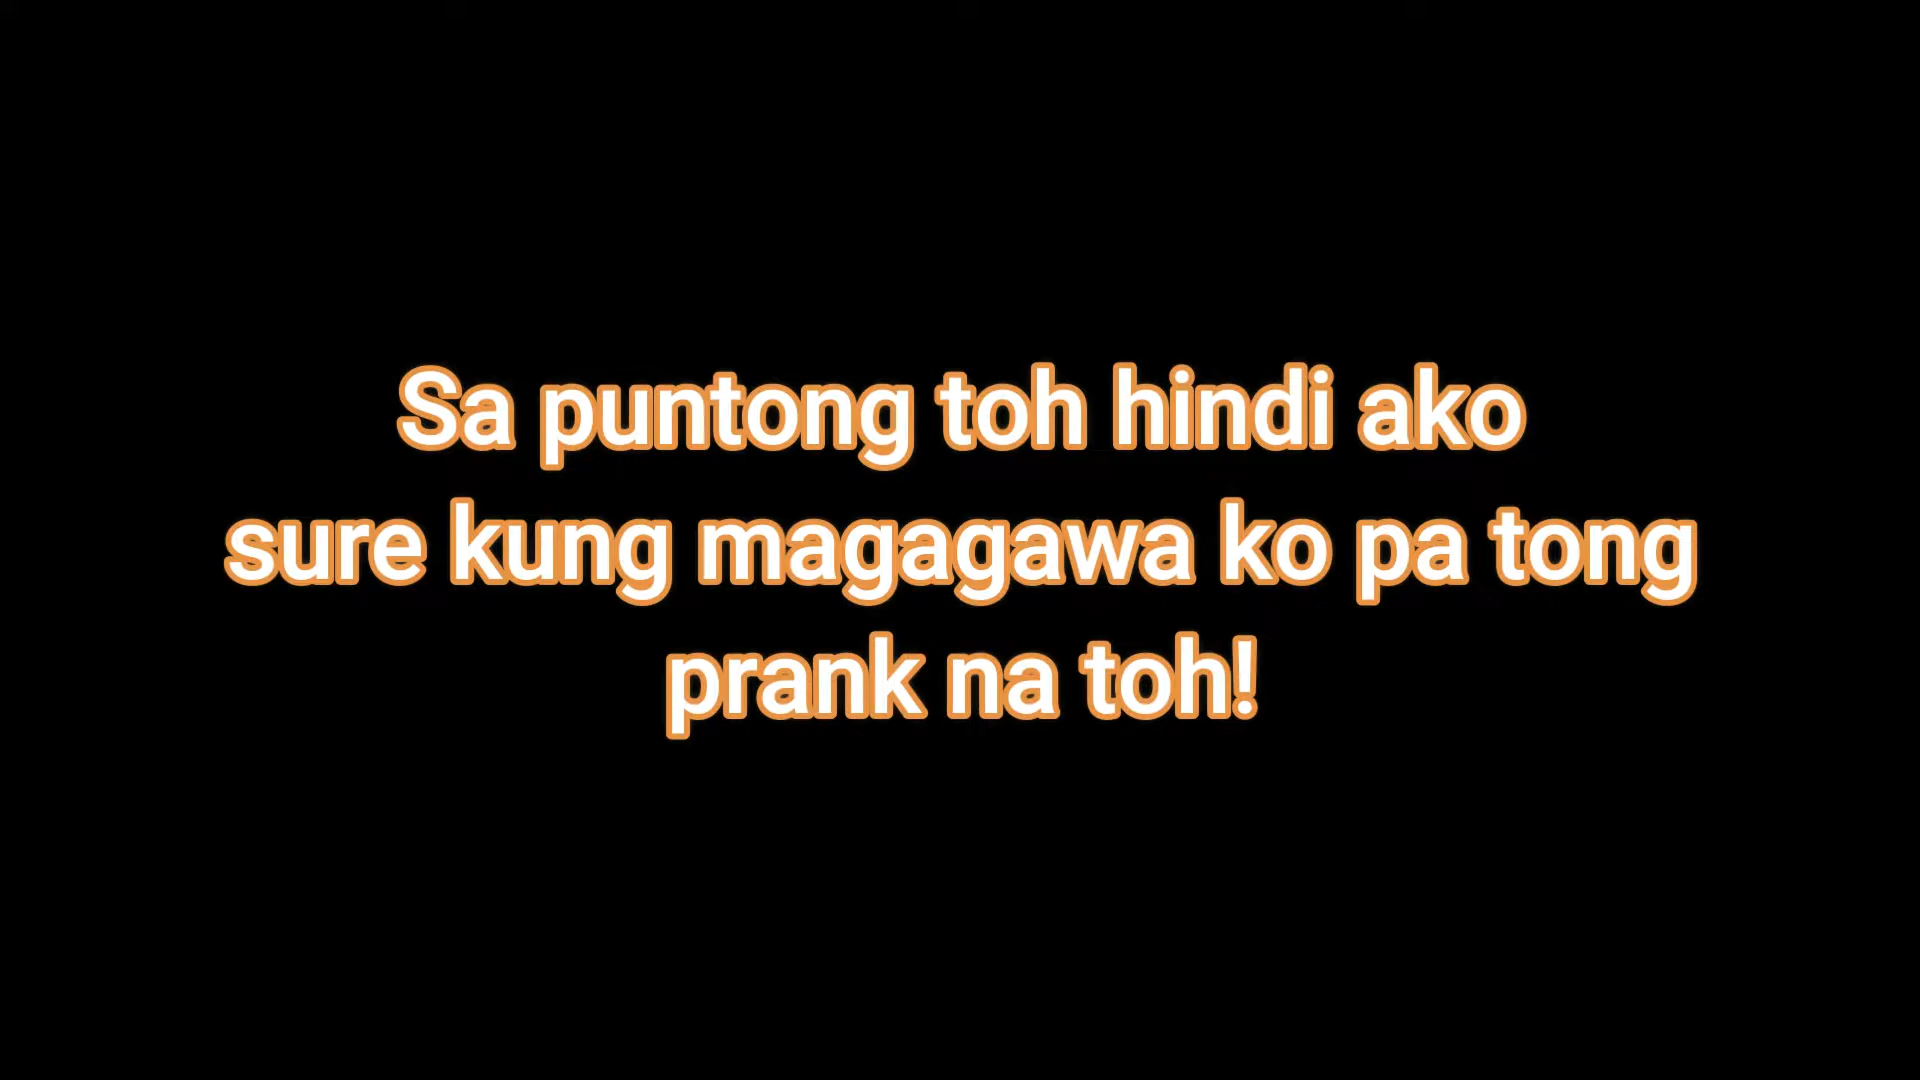 Sa puntong toh hindi ako
sure kung magagawa ko pa tong
prank na toh!